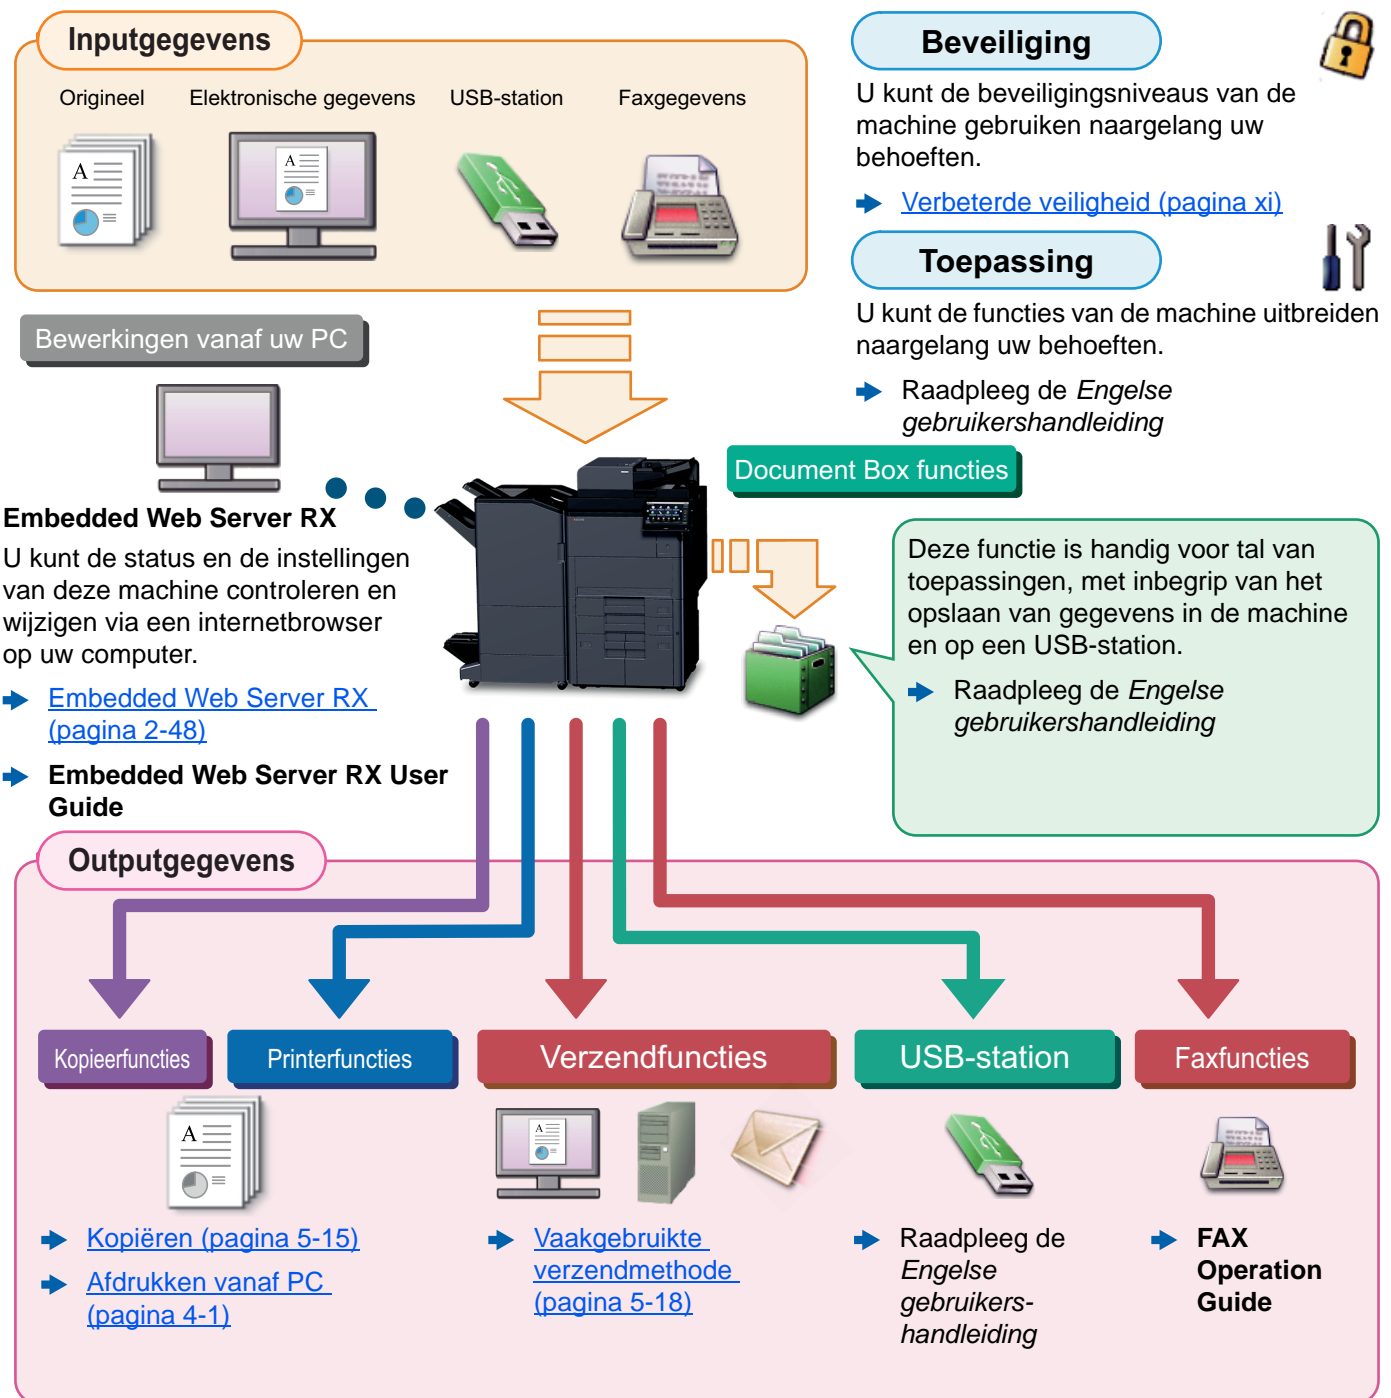 Inputgegevens
Origineel
Elektronische gegevens
USB-station
Faxgegevens
Beveiliging
U kunt de beveiligingsniveaus van de
machine gebruiken naargelang uw
behoeften.
Verbeterde veiligheid (pagina xi)
Toepassing
U kunt de functies van de machine uitbreiden
naargelang uw behoeften.
Raadpleeg de Engelse
gebruikershandleiding
Bewerkingen vanaf uw PC
Embedded Web Server RX
U kunt de status en de instellingen
van deze machine controleren en
wijzigen via een internetbrowser
op uw computer.
Embedded Web Server RX
(pagina 2-48)
Embedded Web Server RX User
Guide
Document Box functies
Deze functie is handig voor tal van
toepassingen, met inbegrip van het
opslaan van gegevens in de machine
en op een USB-station.
Raadpleeg de Engelse
gebruikershandleiding
Outputgegevens
Kopieerfuncties
Printerfuncties
Verzendfuncties
USB-station
Faxfuncties
Kopiëren (pagina 5-15)
Afdrukken vanaf PC
(pagina 4-1)
Vaakgebruikte
verzendmethode
(pagina 5-18)
Raadpleeg de
Engelse
gebruikers-
handleiding
FAX
Operation
Guide